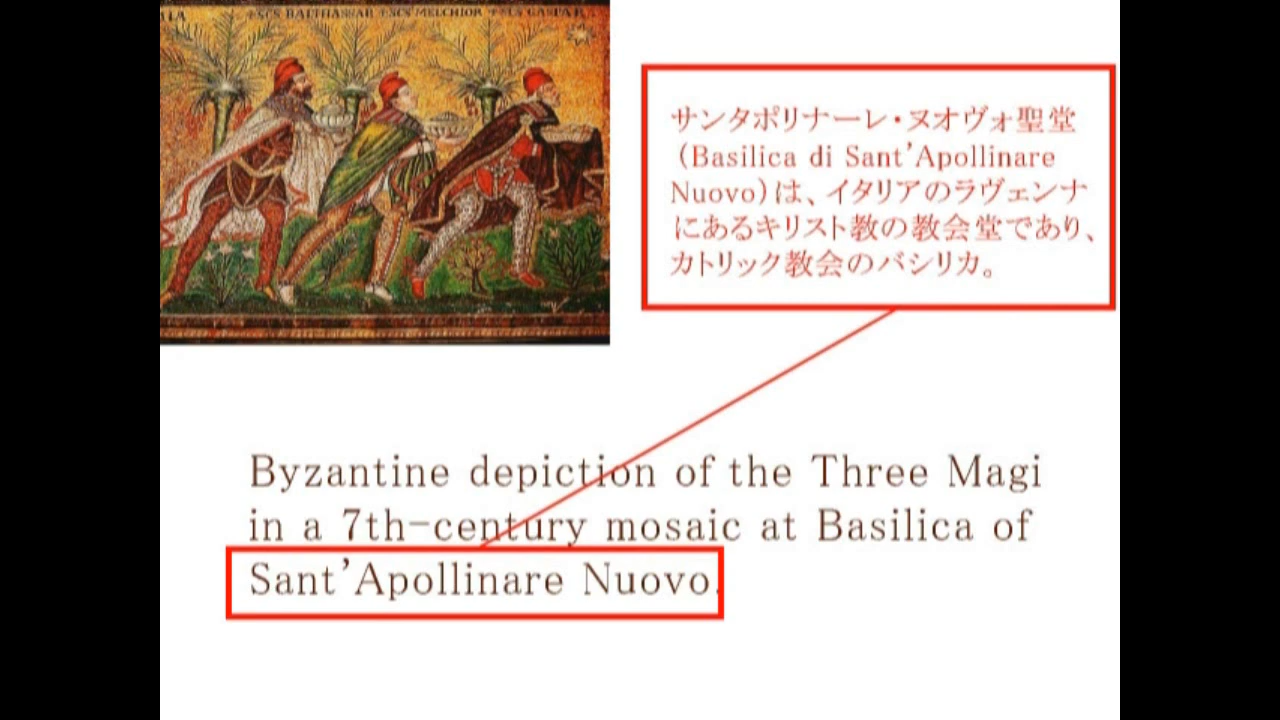 +SCS BALTHASSAR +SCS MELCHIOR +SCS GASPAR
サンタポリナーレ・ヌオヴォ聖堂
（Basilica di Sant'Apollinare
Nuovo）は、イタリアのラヴェンナ
にあるキリスト教の教会堂であり、
カトリック教会のバシリカ。
Byzantine depiction of the Three Magi
in a 7th-century mosaic at Basilica of
Sant'Apollinare Nuovo.